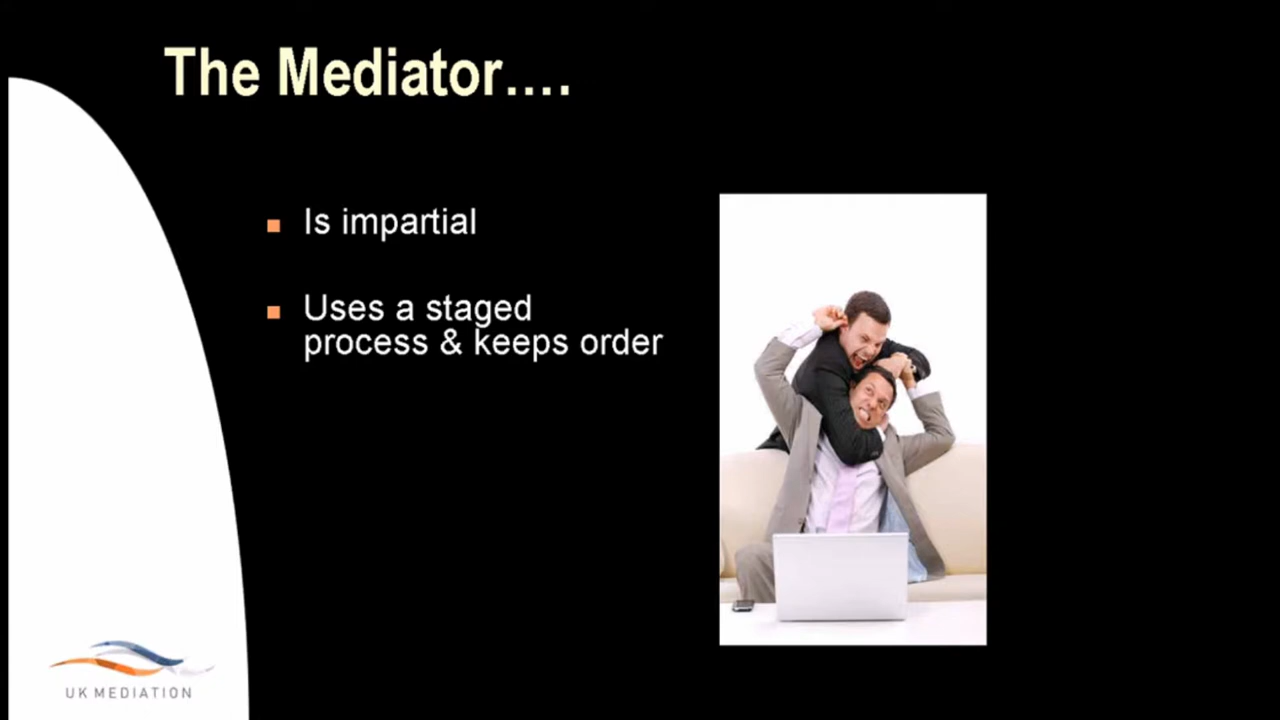 The Mediator....
Is impartial
Uses a staged
process & keeps order
UK MEDIATION